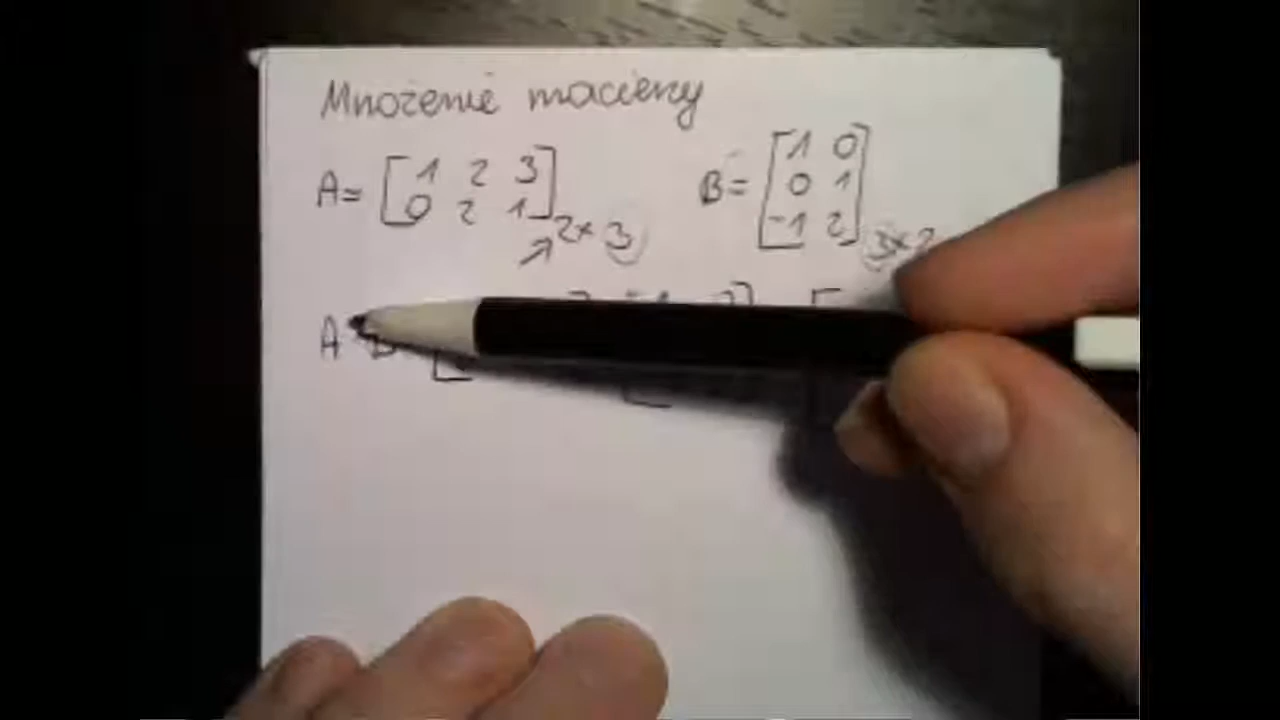 Mnożenie macierzy
A= [1 2 3 B= [1 0
0 2 1] 2×3 0 1
-1 2] 3×2
A